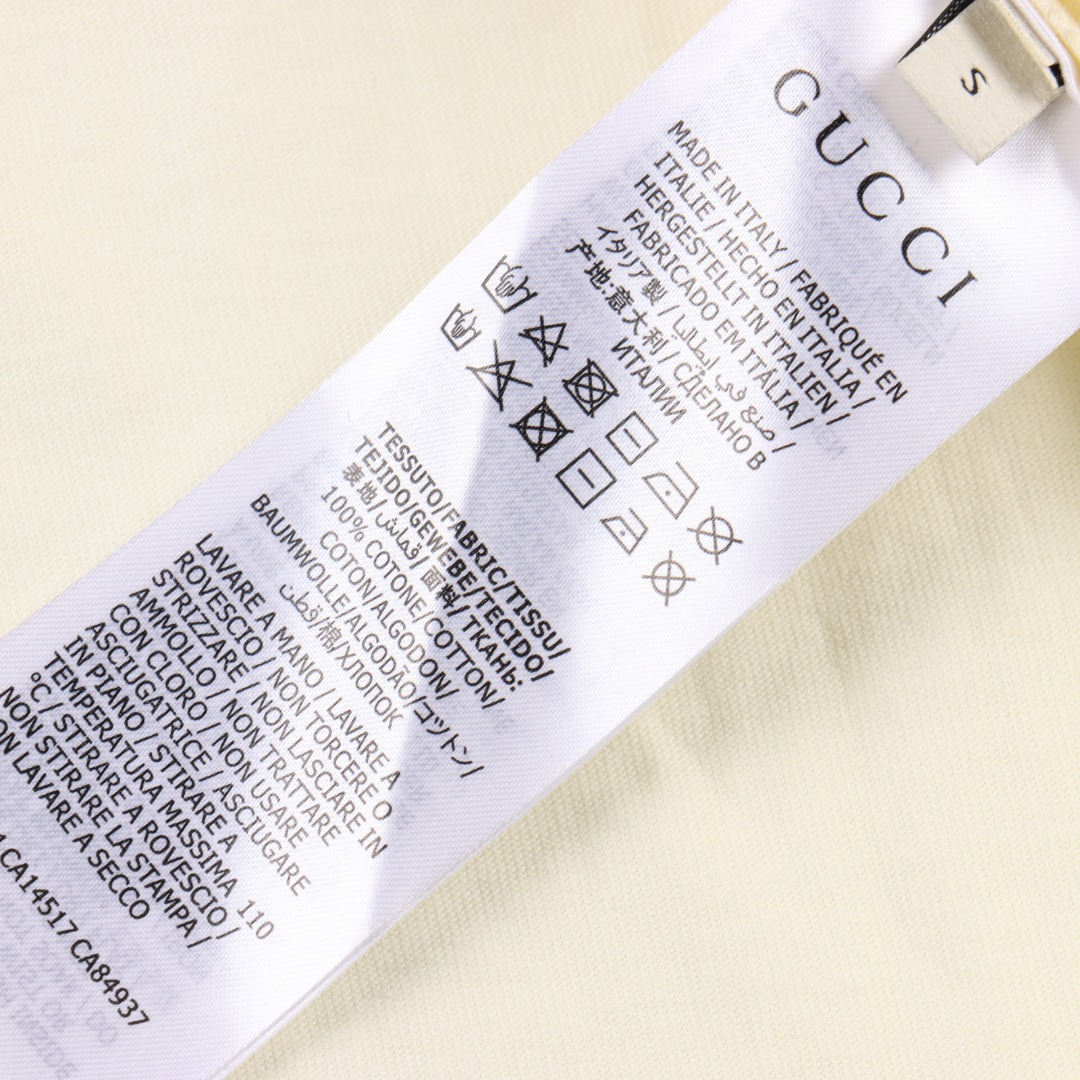 S
GUCCI
MADE IN ITALY / FABRIQUÉ EN
ITALIE / HECHO EN ITALIA /
HERGESTELLT IN ITALIEN /
FABRICADO EM ITÁLIA /
イタリア製 / صنع في إيطاليا /
产地:意大利/ СДЕЛАНО В
ИТАЛИИ
TESSUTO/FABRIC/TISSU/
TEJIDO/GEWEBE/TECIDO/
表地/قماش/ 面料/ ТКАНЬ:
100% COTONE/COTTON/
COTON/ALGODON/
BAUMWOLLE/ALGODÃO/コットン/
قطن/棉/ХЛОПОК
LAVARE A MANO / LAVARE A
ROVESCIO / NON TORCERE O
STRIZZARE / NON LASCIARE IN
AMMOLLO / NON TRATTARE
CON CLORO / NON USARE
ASCIUGATRICE / ASCIUGARE
IN PIANO / STIRARE A
TEMPERATURA MASSIMA 110
°C / STIRARE A ROVESCIO /
NON STIRARE LA STAMPA /
NON LAVARE A SECCO
1CA14517 CA84937